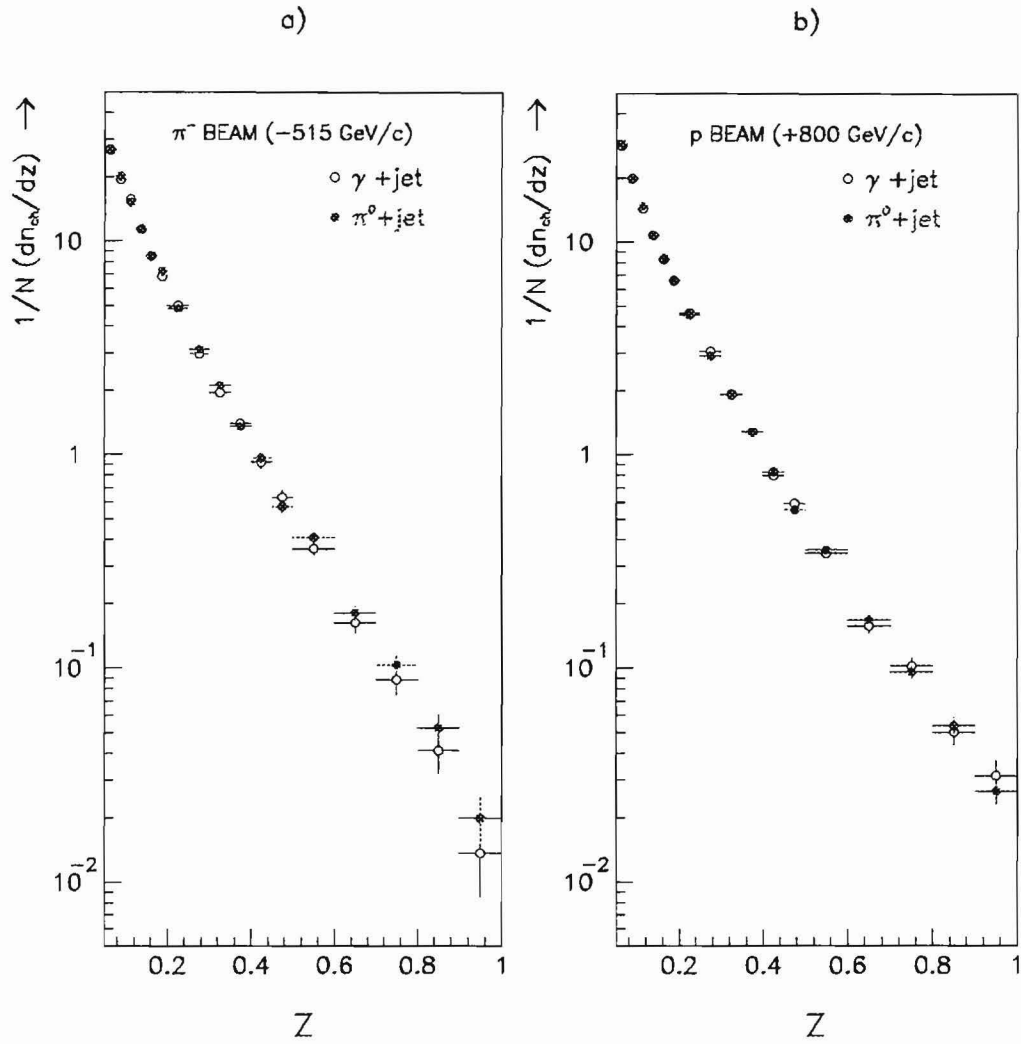 a)
1/N (dn_ch/dz) →
π⁻ BEAM (−515 GeV/c)
γ +jet
π⁰+jet
10
1
10⁻¹
10⁻²
0.2 0.4 0.6 0.8 1
Z
b)
1/N (dn_ch/dz) →
p BEAM (+800 GeV/c)
γ +jet
π⁰+jet
10
1
10⁻¹
10⁻²
0.2 0.4 0.6 0.8 1
Z